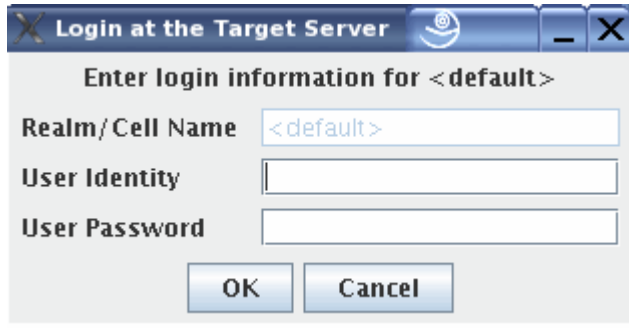 Login at the Target Server
Enter login information for <default>
Realm/Cell Name <default>
User Identity
User Password
OK Cancel